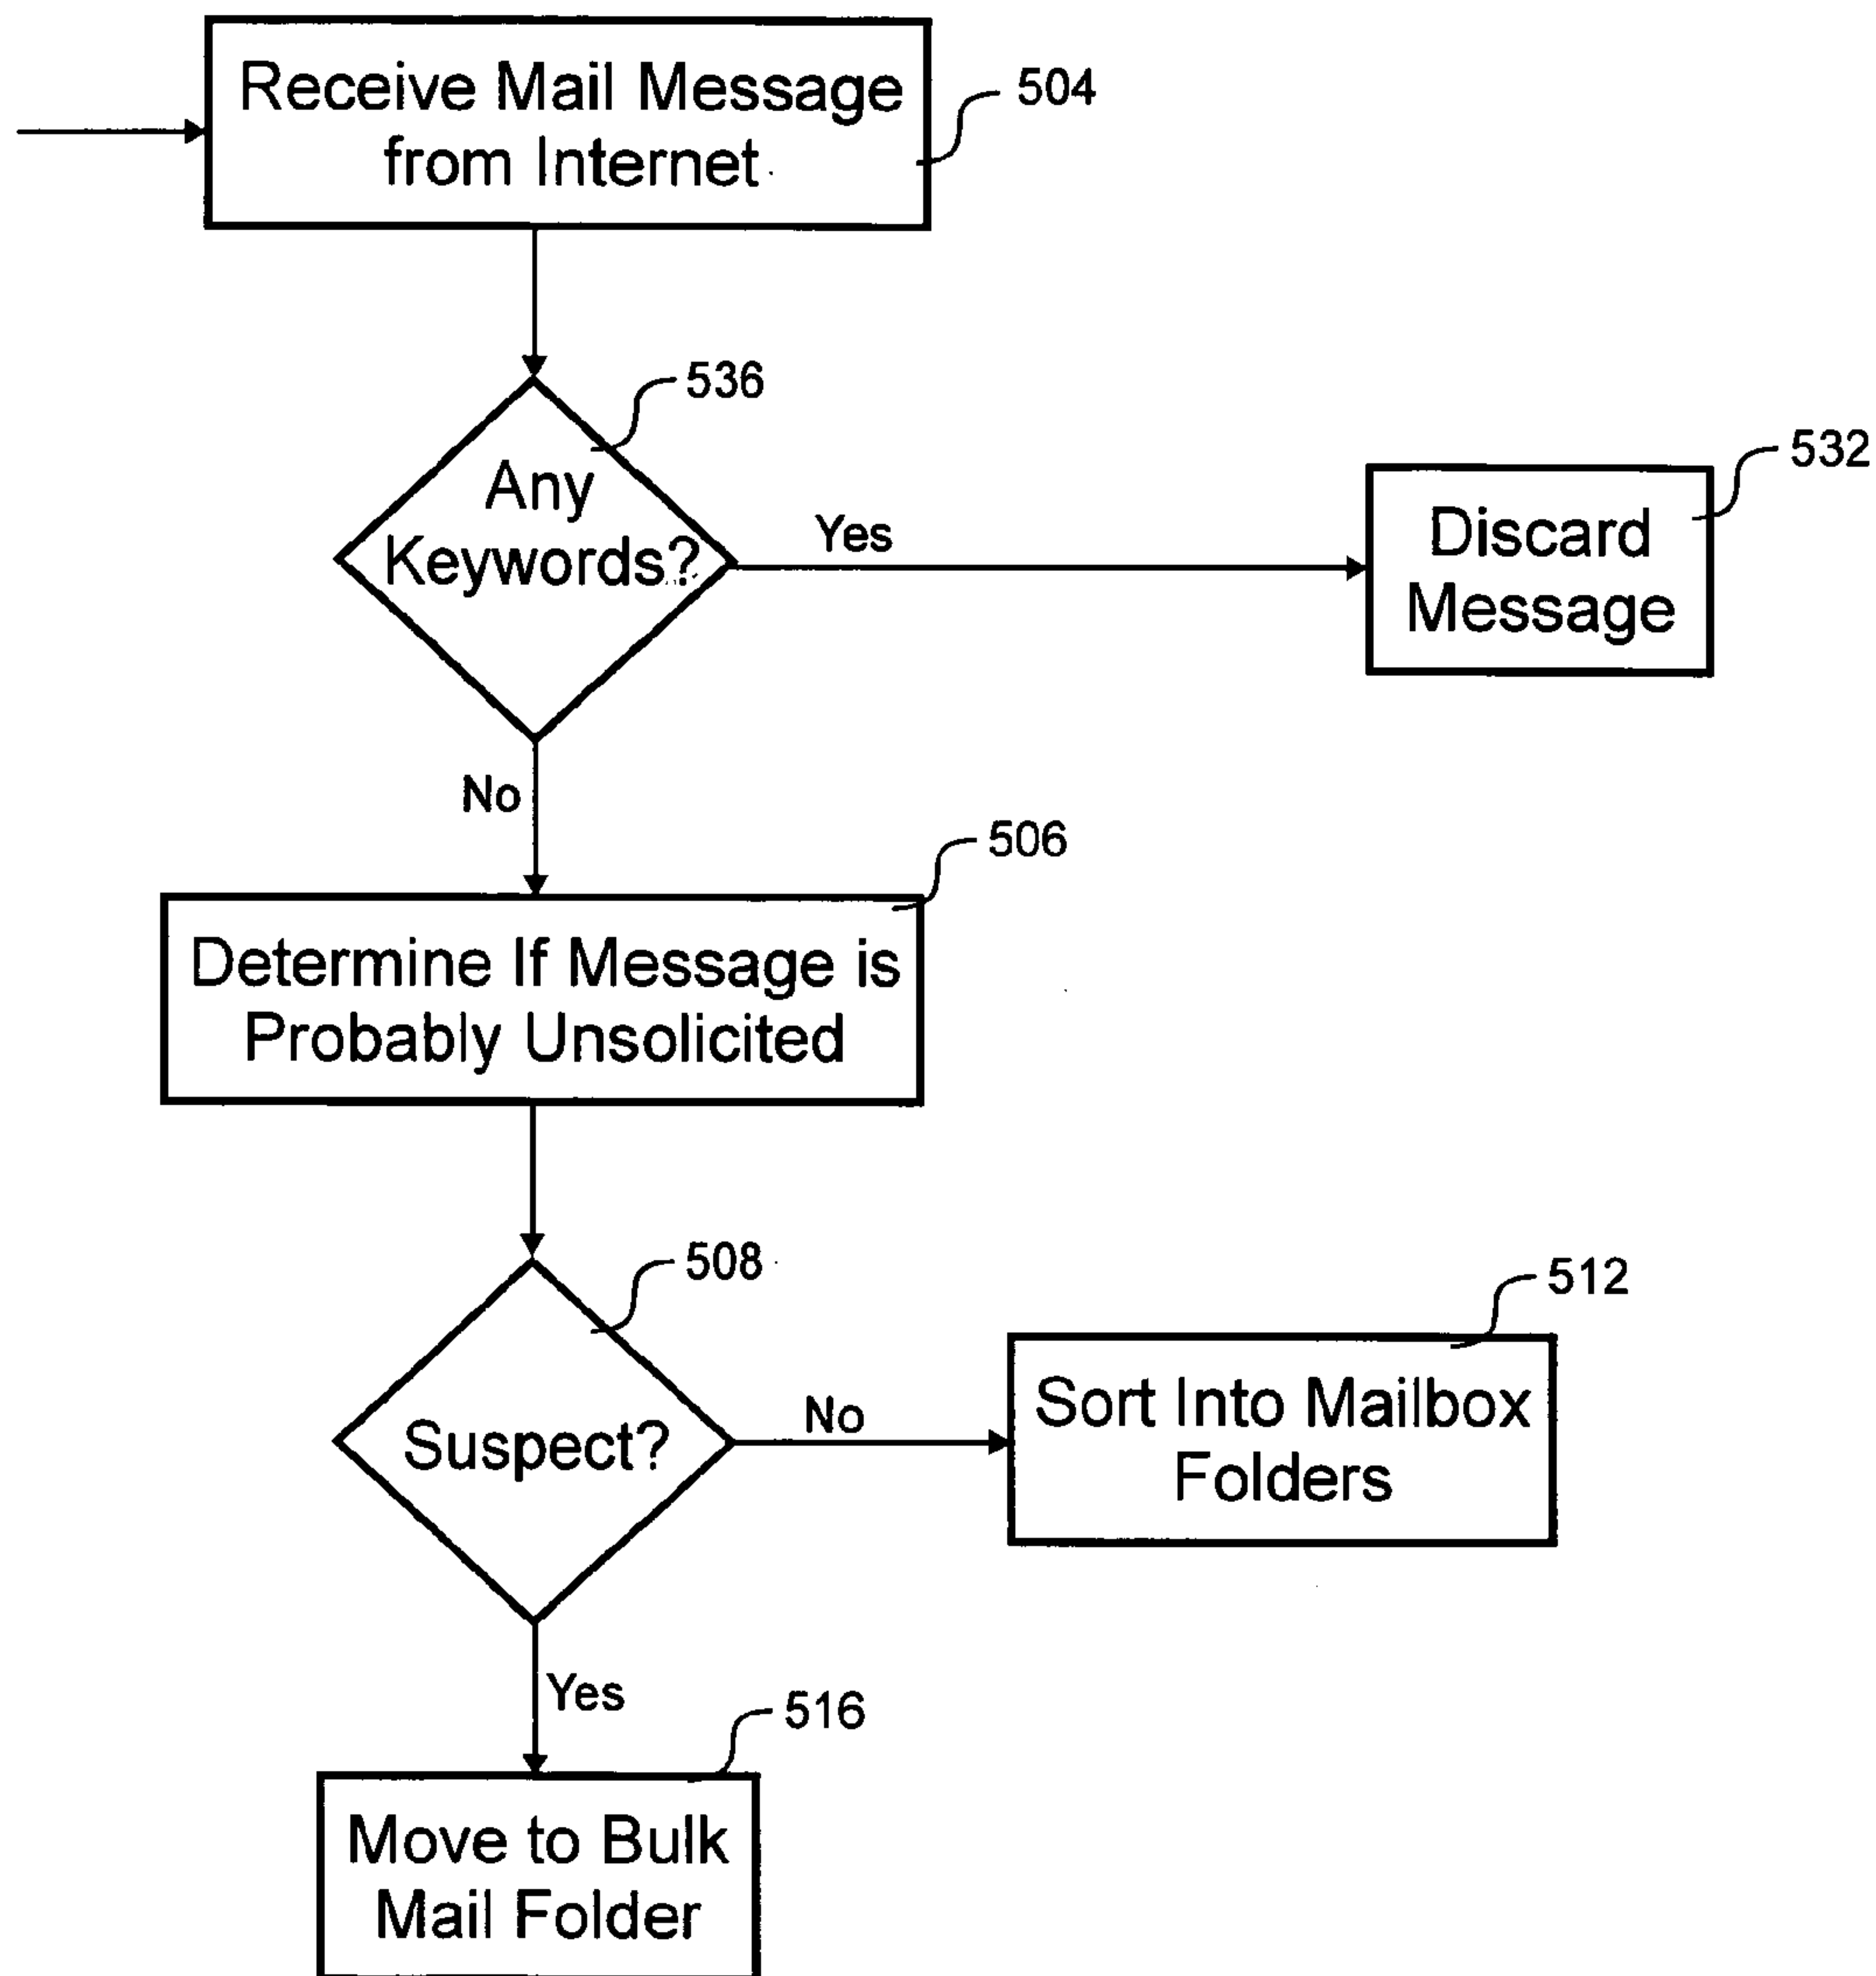 Receive Mail Message
from Internet
504
536
Any
Keywords?
Yes
532
Discard
Message
No
506
Determine If Message is
Probably Unsolicited
508
Suspect?
No
512
Sort Into Mailbox
Folders
Yes
516
Move to Bulk
Mail Folder